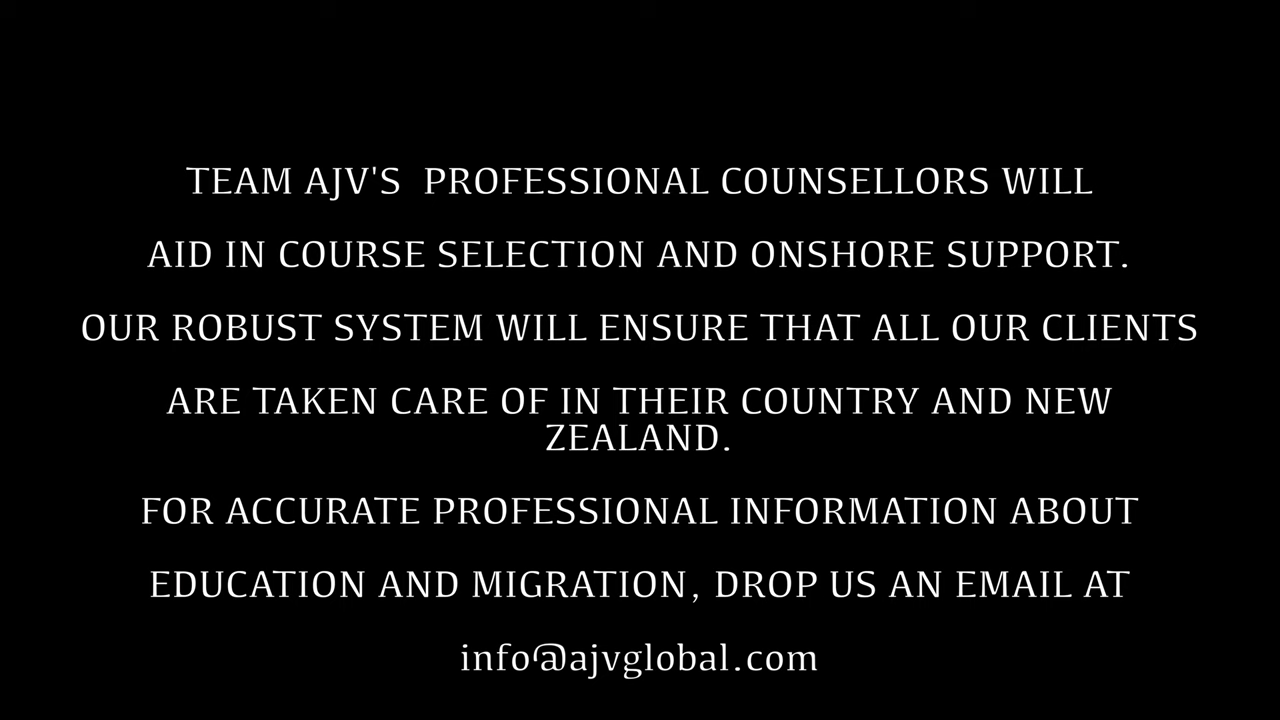 TEAM AJV'S  PROFESSIONAL COUNSELLORS WILL
AID IN COURSE SELECTION AND ONSHORE SUPPORT.
OUR ROBUST SYSTEM WILL ENSURE THAT ALL OUR CLIENTS
ARE TAKEN CARE OF IN THEIR COUNTRY AND NEW
ZEALAND.
FOR ACCURATE PROFESSIONAL INFORMATION ABOUT
EDUCATION AND MIGRATION, DROP US AN EMAIL AT
info@ajvglobal.com